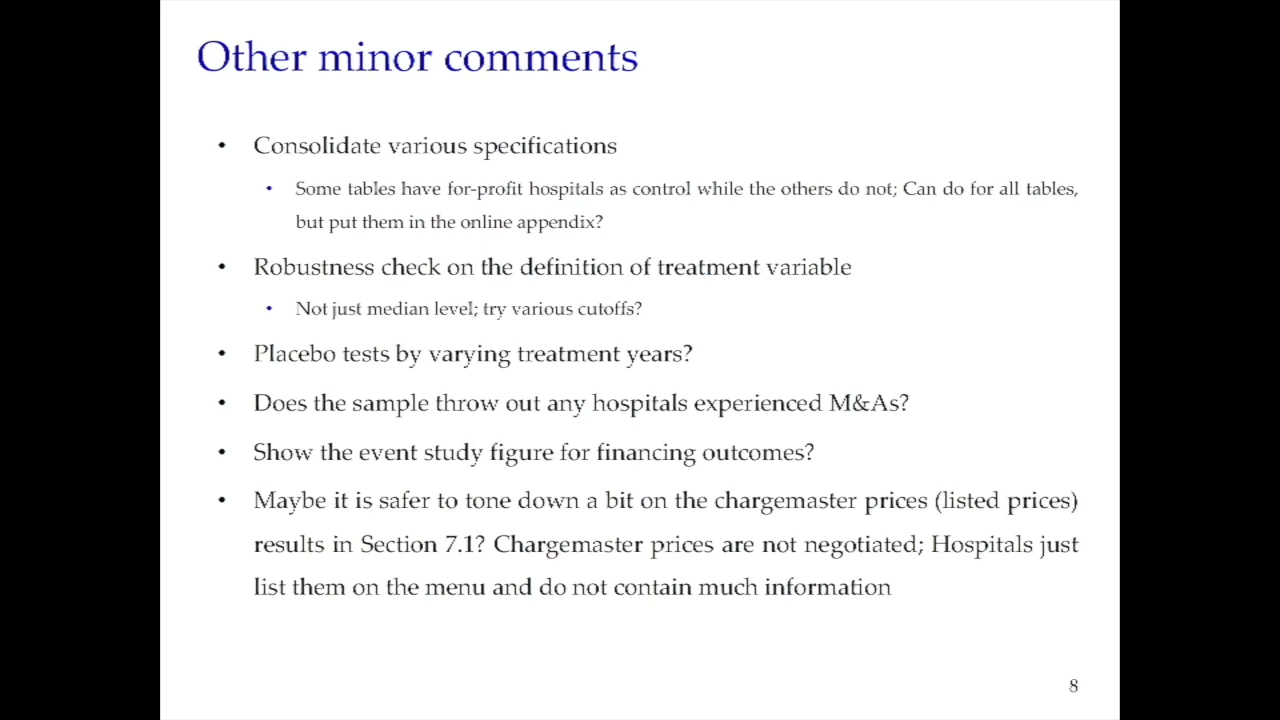 Other minor comments
• Consolidate various specifications
• Some tables have for-profit hospitals as control while the others do not; Can do for all tables,
but put them in the online appendix?
• Robustness check on the definition of treatment variable
• Not just median level; try various cutoffs?
• Placebo tests by varying treatment years?
• Does the sample throw out any hospitals experienced M&As?
• Show the event study figure for financing outcomes?
• Maybe it is safer to tone down a bit on the chargemaster prices (listed prices)
results in Section 7.1? Chargemaster prices are not negotiated; Hospitals just
list them on the menu and do not contain much information
8